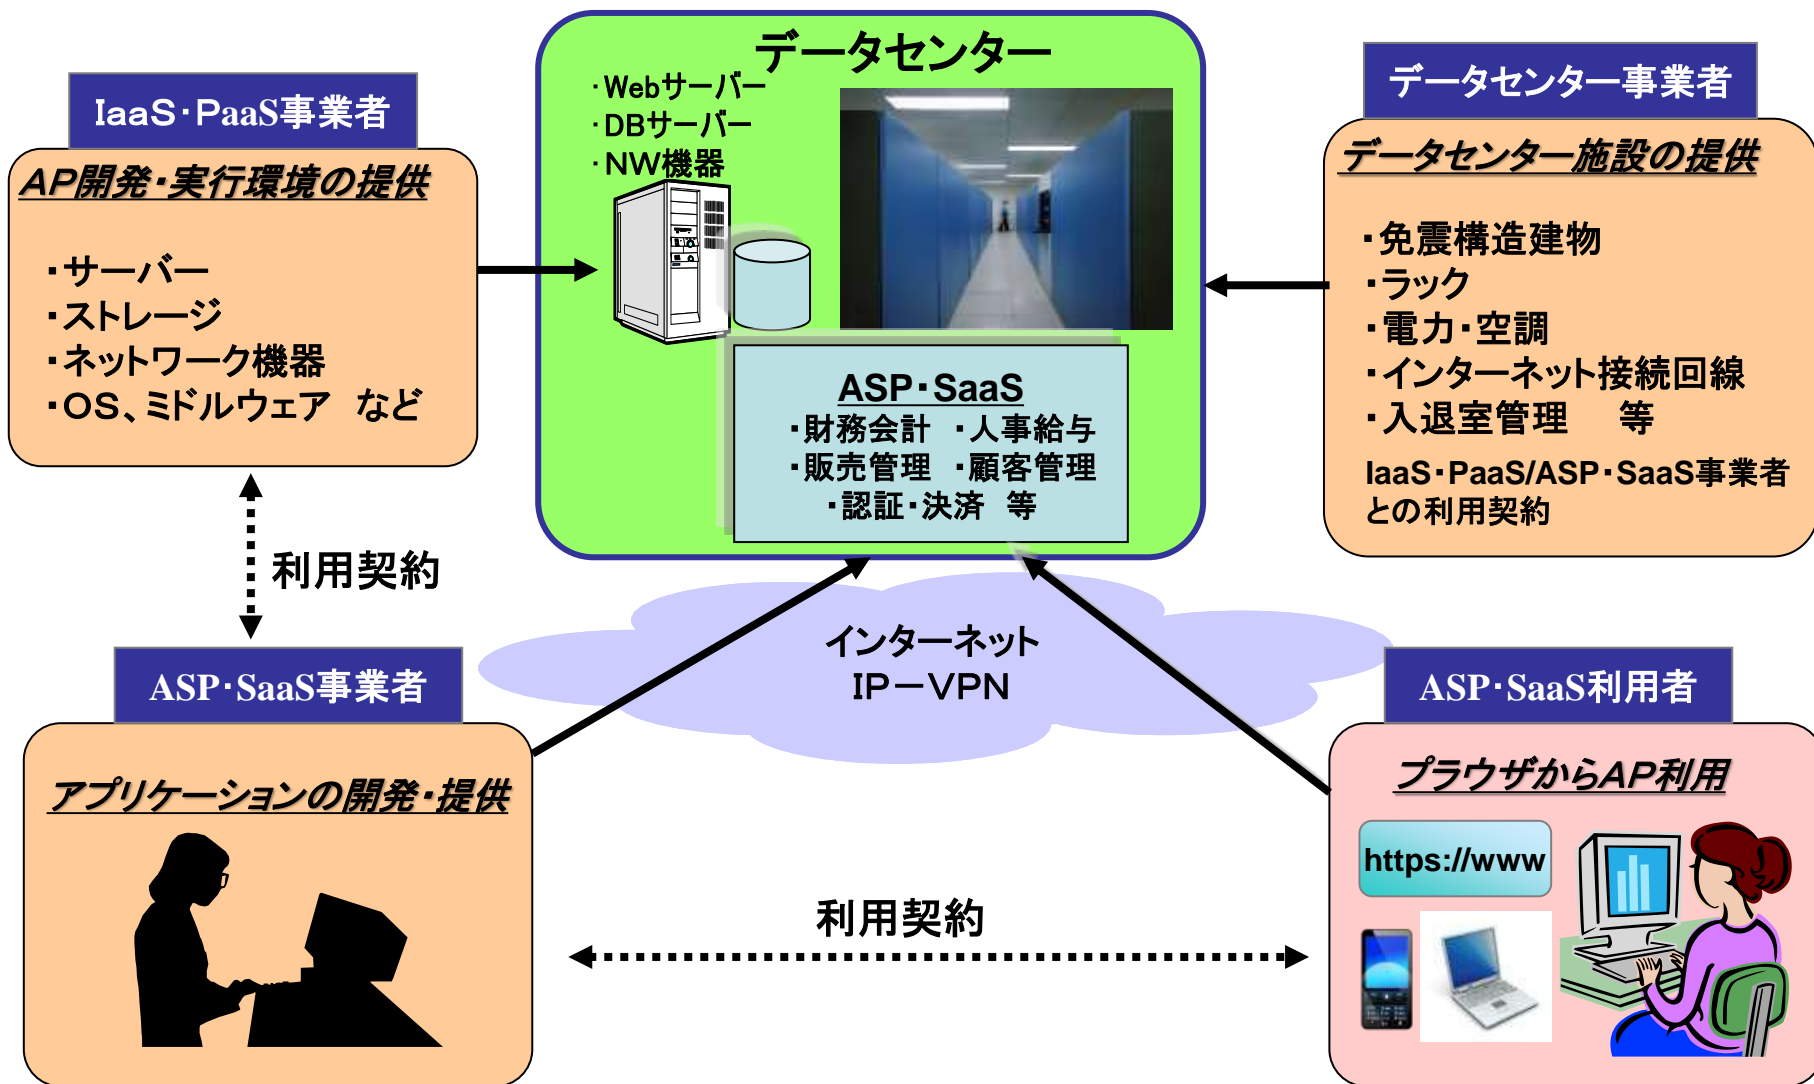 データセンター
・Webサーバー
・DBサーバー
・NW機器
IaaS・PaaS事業者
AP開発・実行環境の提供
・サーバー
・ストレージ
・ネットワーク機器
・OS、ミドルウェア など
データセンター事業者
データセンター施設の提供
・免震構造建物
・ラック
・電力・空調
・インターネット接続回線
・入退室管理 等
IaaS・PaaS/ASP・SaaS事業者
との利用契約
ASP・SaaS
・財務会計 ・人事給与
・販売管理 ・顧客管理
・認証・決済 等
利用契約
インターネット
IP－VPN
ASP・SaaS事業者
アプリケーションの開発・提供
ASP・SaaS利用者
ブラウザからAP利用
https://www
利用契約